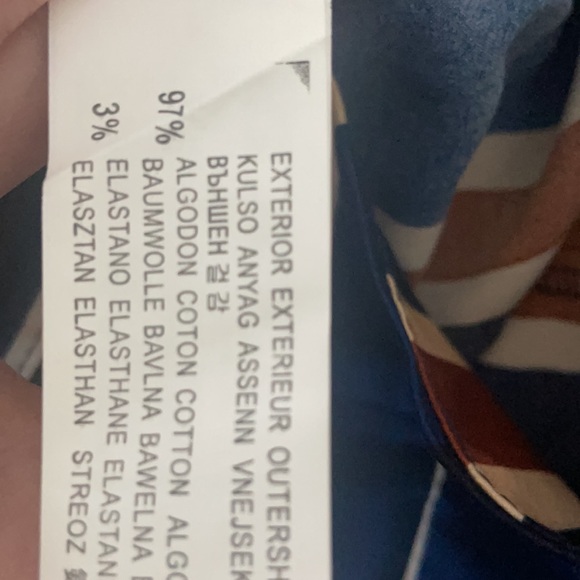 EXTERIOR EXTERIEUR OUTERSH
KULSO ANYAG ASSENN VNEJSEK
ВЪНШЕН 겉감
97% ALGODON COTON COTTON ALGO
BAUMWOLLE BAVLNA BAWELNA
3% ELASTANO ELASTHANE ELASTAN
ELASZTAN ELASTHAN STREOZ